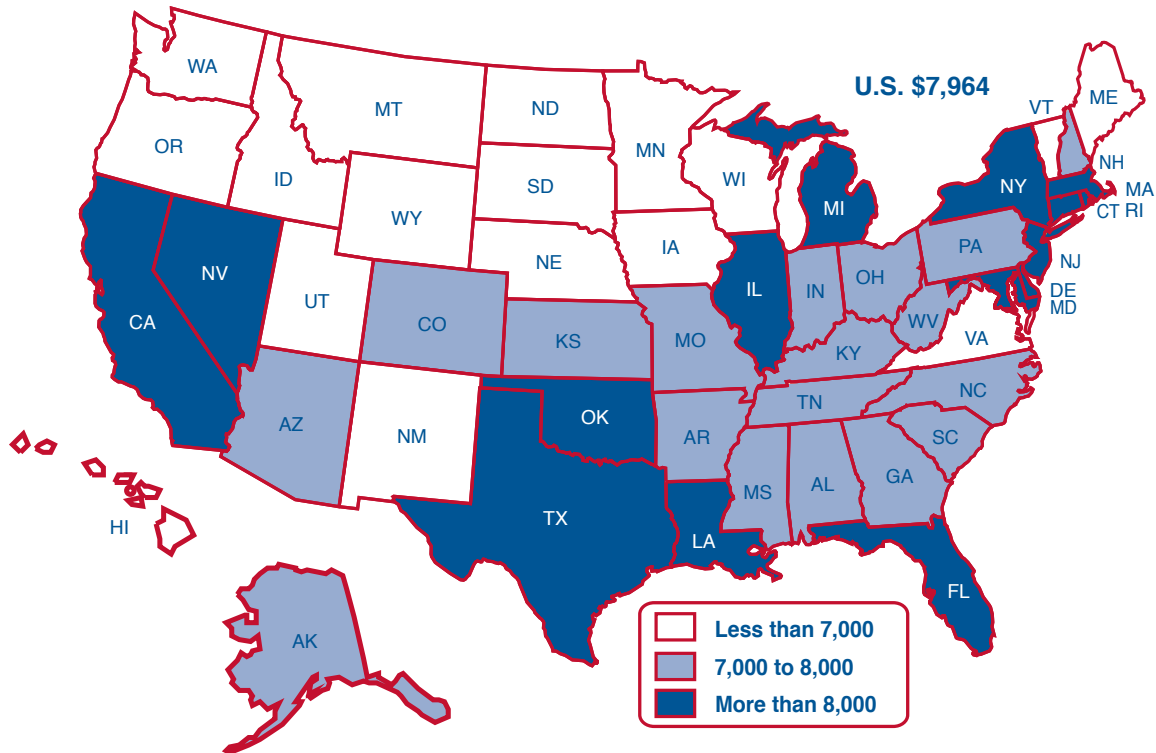 U.S. $7,964
WA
MT
ND
ME
VT
OR
ID
MN
WI
NH
SD
WY
MI
NY
MA
CT RI
IA
NE
PA
NJ
NV
UT
CO
IL
IN
OH
DE
MD
CA
KS
MO
WV
VA
KY
AZ
NM
OK
AR
TN
NC
SC
MS
AL
GA
TX
LA
HI
FL
AK
Less than 7,000
7,000 to 8,000
More than 8,000